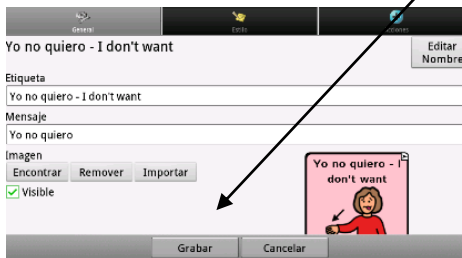 General Estilo Acciones
Yo no quiero - I don't want
Editar
Nombre
Etiqueta
Yo no quiero - I don't want
Mensaje
Yo no quiero
Imagen
Encontrar Remover Importar
Visible
Yo no quiero - I
don't want
Grabar Cancelar